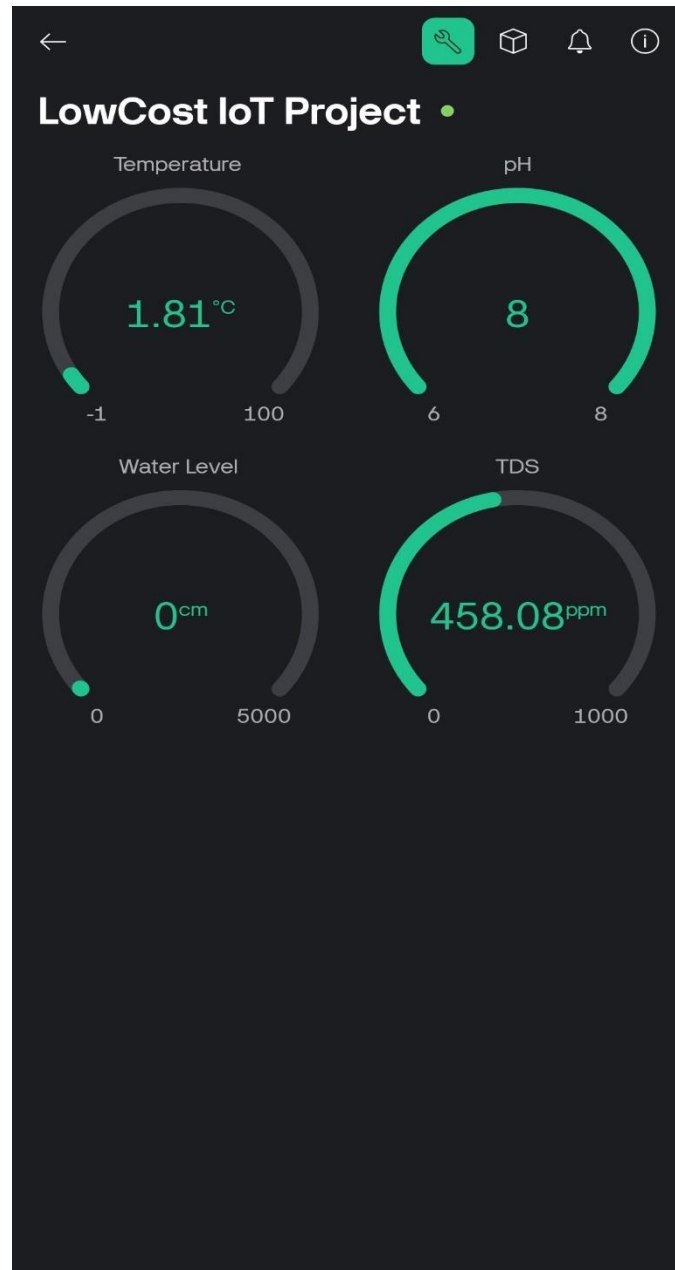 LowCost IoT Project
Temperature pH
1.81°C 8
-1 100 6 8
Water Level TDS
0cm 458.08ppm
0 5000 0 1000